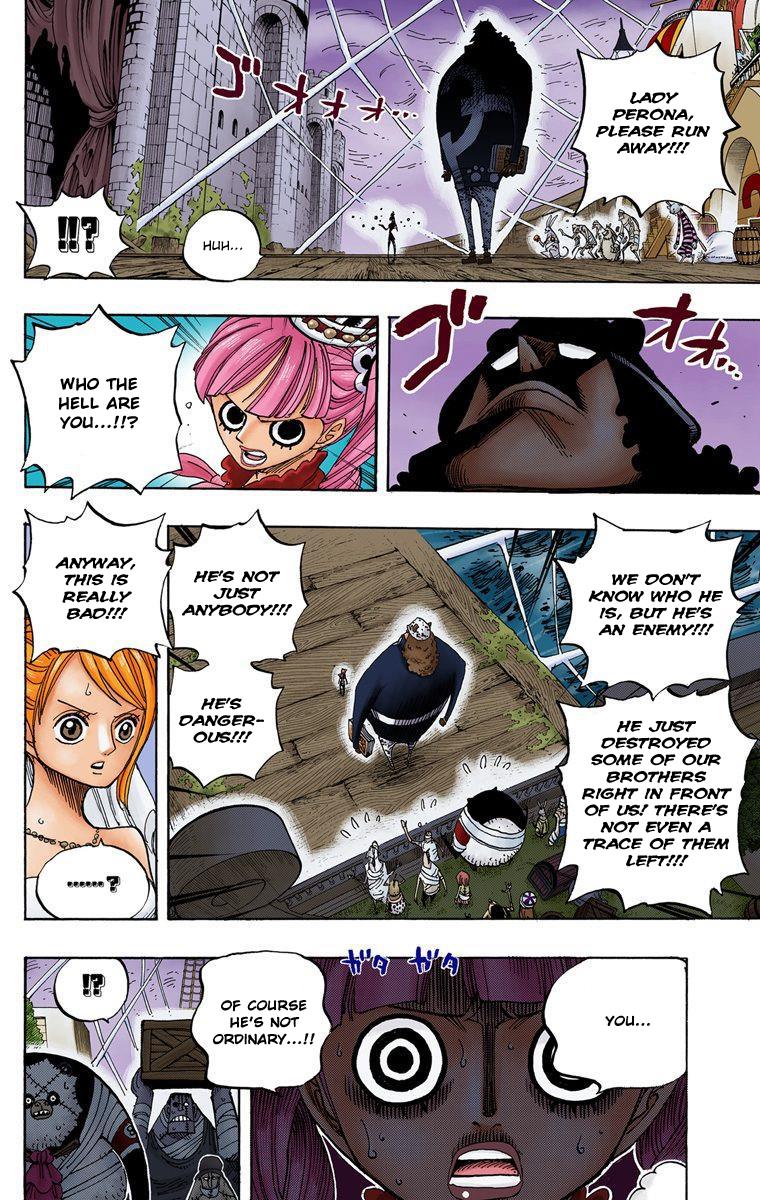 ゴオオオオ...
LADY
PERONA,
PLEASE RUN
AWAY!!!
HUH...
!!?
ゴオオ...
WHO THE
HELL ARE
YOU...!!?
WE DON'T
KNOW WHO HE
IS, BUT HE'S
AN ENEMY!!!
HE JUST
DESTROYED
SOME OF OUR
BROTHERS
RIGHT IN FRONT
OF US! THERE'S
NOT EVEN A
TRACE OF THEM
LEFT!!!
HE'S NOT
JUST
ANYBODY!!!
HE'S
DANGER-
OUS!!!
ANYWAY,
THIS IS
REALLY
BAD!!!
......?
YOU...
ガタ ガタ
OF COURSE
HE'S NOT
ORDINARY...!!
!?